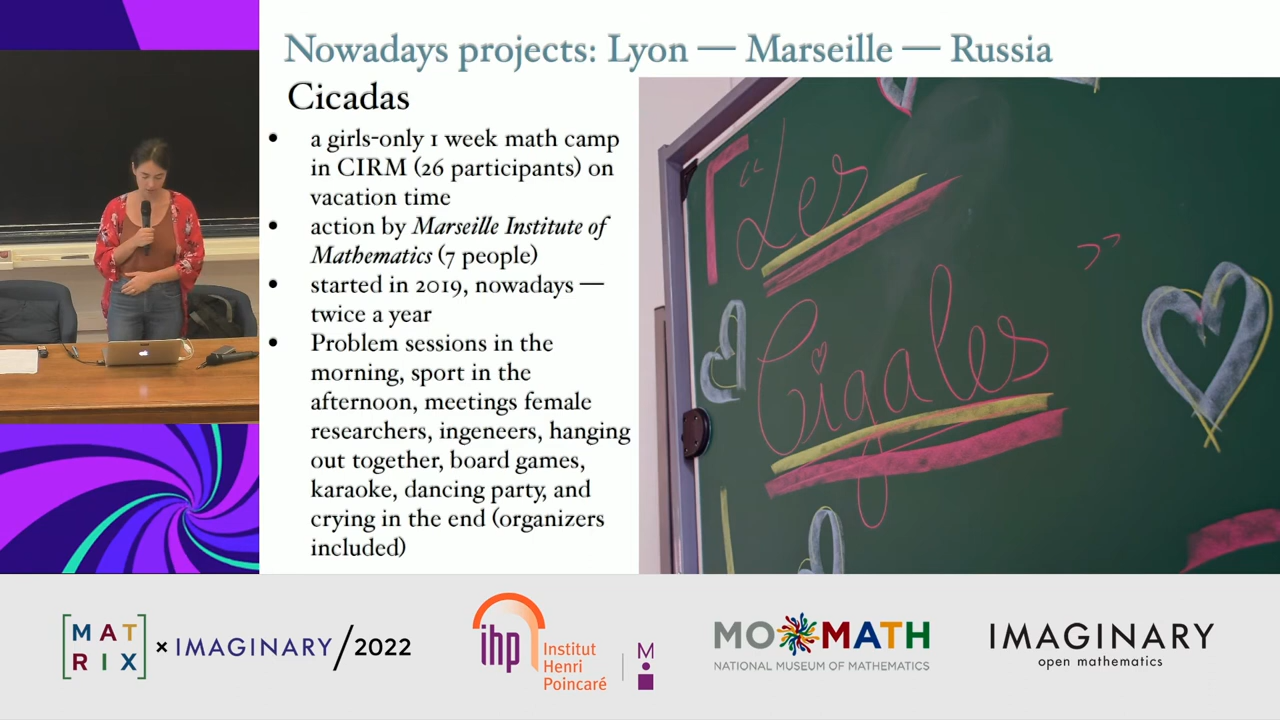 Nowadays projects: Lyon — Marseille — Russia
Cicadas
• a girls-only 1 week math camp
in CIRM (26 participants) on
vacation time
• action by Marseille Institute of
Mathematics (7 people)
• started in 2019, nowadays —
twice a year
• Problem sessions in the
morning, sport in the
afternoon, meetings female
researchers, ingeneers, hanging
out together, board games,
karaoke, dancing party, and
crying in the end (organizers
included)
"Les
Cigales"
[MAT
RIX] × IMAGINARY / 2022
ihp Institut
Henri
Poincaré
M
MOMATH
NATIONAL MUSEUM OF MATHEMATICS
IMAGINARY
open mathematics